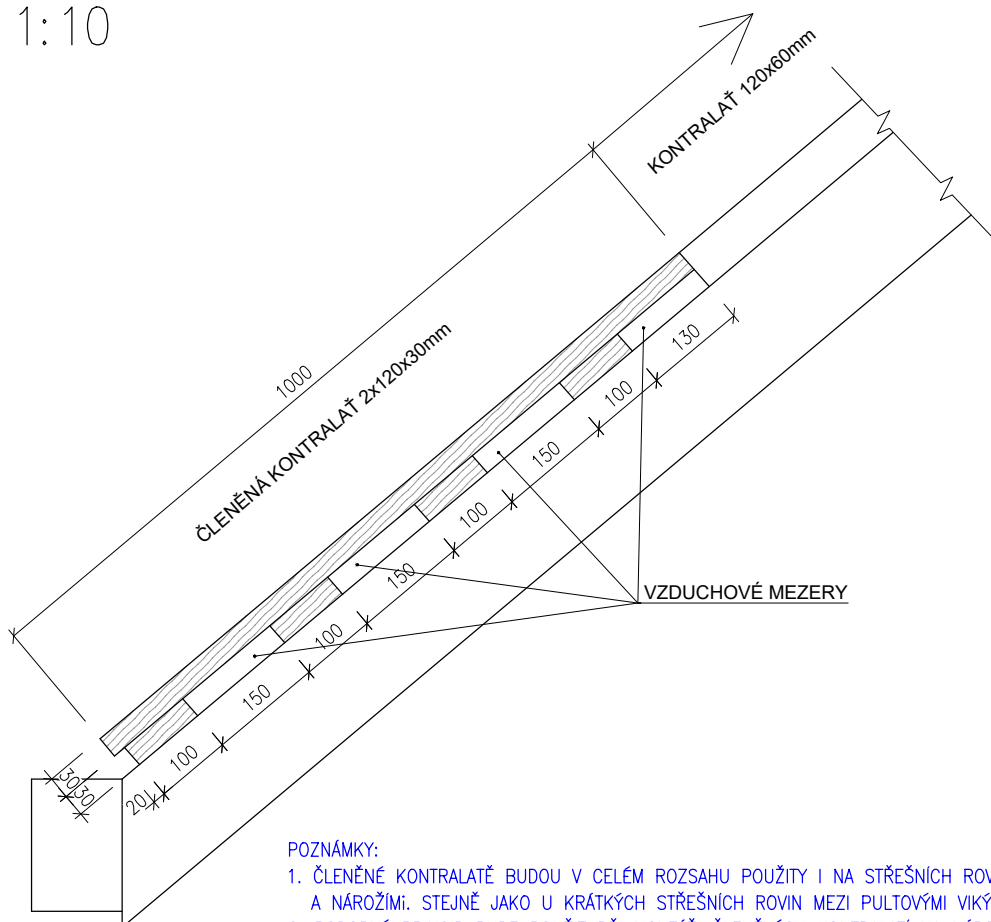 1:10
KONTRALAŤ 120x60mm
1000
ČLENĚNÁ KONTRALAŤ 2x120x30mm
130
100
150
100
150
100
150
100
20
30
30
VZDUCHOVÉ MEZERY
POZNÁMKY:
1. ČLENĚNÉ KONTRALATĚ BUDOU V CELÉM ROZSAHU POUŽITY I NA STŘEŠNÍCH ROV
A NÁROŽÍMi. STEJNĚ JAKO U KRÁTKÝCH STŘEŠNÍCH ROVIN MEZI PULTOVÝMI VIKÝ